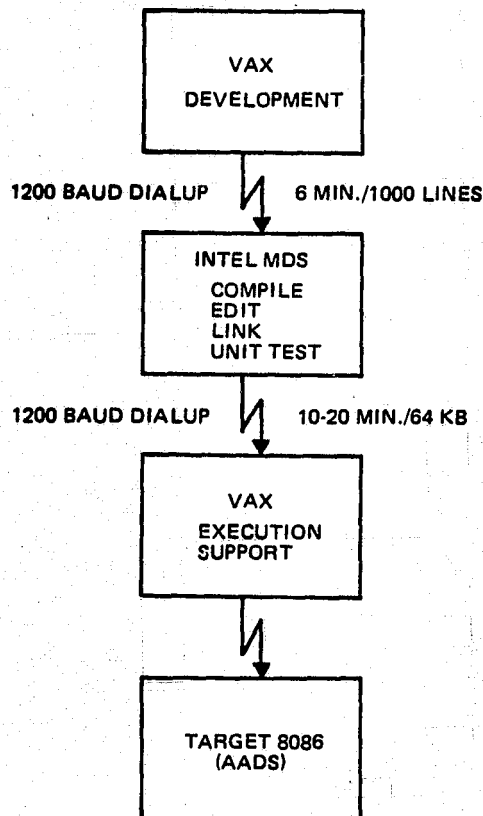 VAX
DEVELOPMENT
1200 BAUD DIALUP 6 MIN./1000 LINES
INTEL MDS
COMPILE
EDIT
LINK
UNIT TEST
1200 BAUD DIALUP 10-20 MIN./64 KB
VAX
EXECUTION
SUPPORT
TARGET 8086
(AADS)